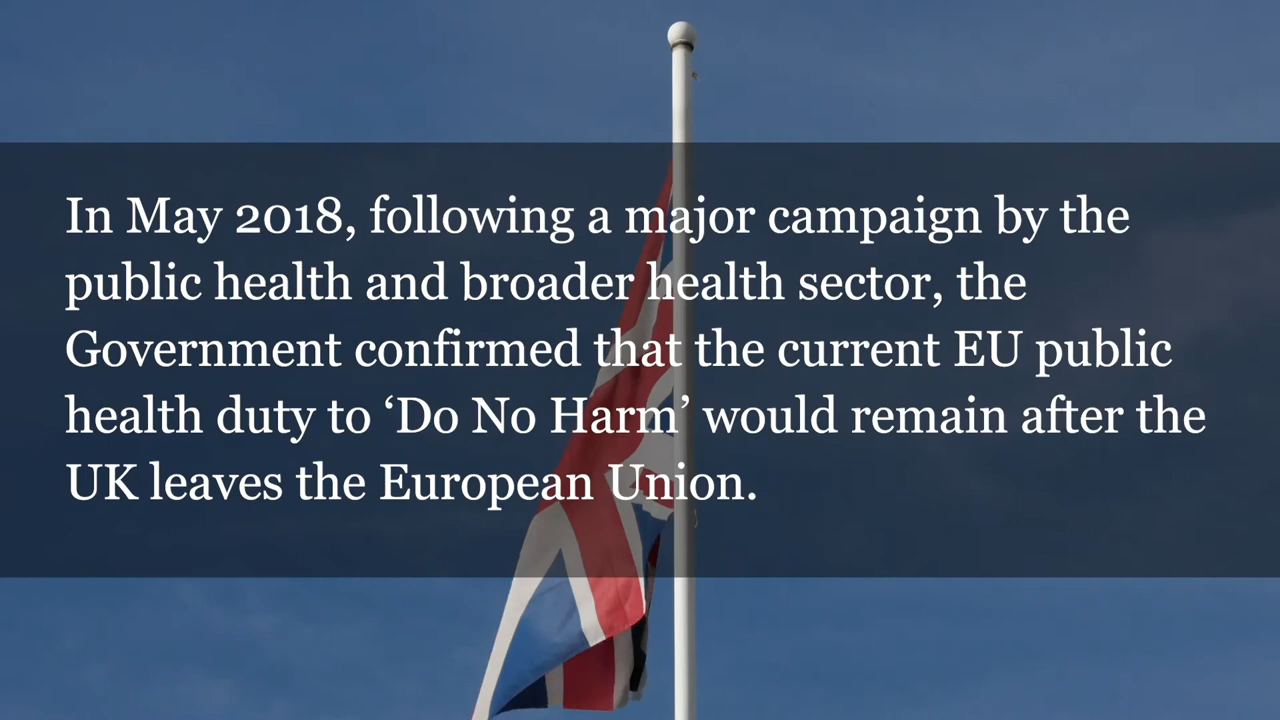 In May 2018, following a major campaign by the
public health and broader health sector, the
Government confirmed that the current EU public
health duty to ‘Do No Harm’ would remain after the
UK leaves the European Union.